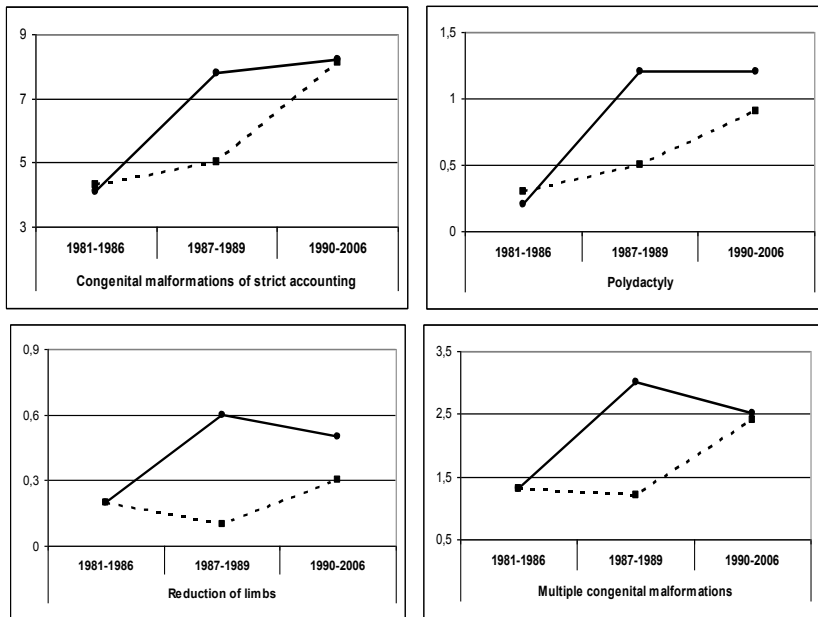 9
7
5
3
1981-1986 1987-1989 1990-2006
Congenital malformations of strict accounting
1,5
1
0,5
0
1981-1986 1987-1989 1990-2006
Polydactyly
0,9
0,6
0,3
0
1981-1986 1987-1989 1990-2006
Reduction of limbs
3,5
2,5
1,5
0,5
1981-1986 1987-1989 1990-2006
Multiple congenital malformations